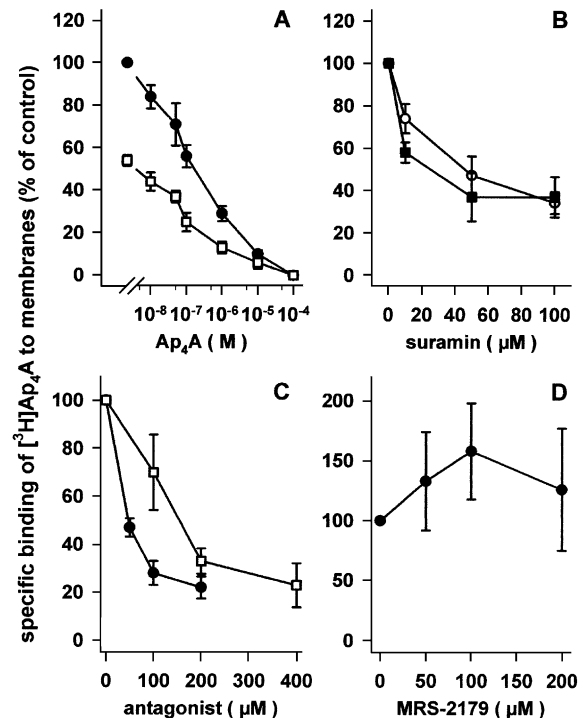 specific binding of [³H]Ap₄A to membranes (% of control)
A
120
100
80
60
40
20
0
10⁻⁸ 10⁻⁷ 10⁻⁶ 10⁻⁵ 10⁻⁴
Ap₄A ( M )
B
120
100
80
60
40
20
0
0 20 40 60 80 100
suramin ( µM )
C
100
80
60
40
20
0
0 100 200 300 400
antagonist ( µM )
D
200
150
100
50
0
0 50 100 150 200
MRS-2179 ( µM )